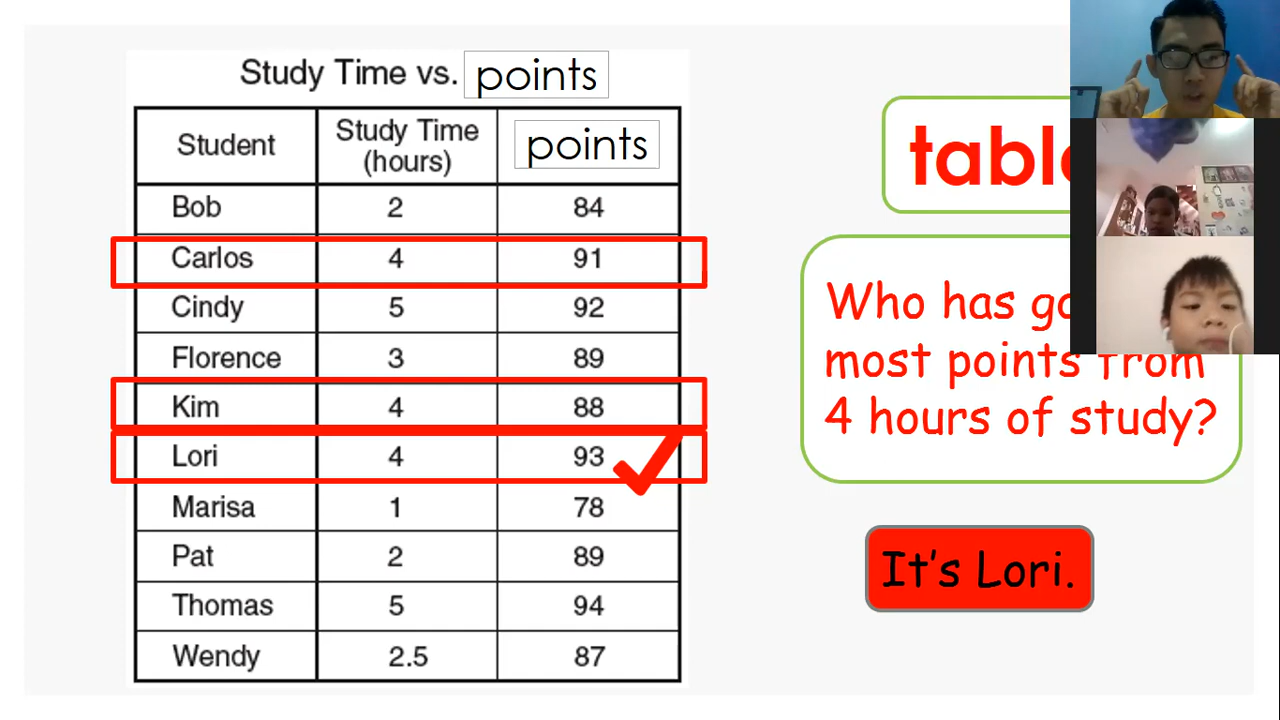 Study Time vs. points
Student Study Time (hours) points
Bob 2 84
Carlos 4 91
Cindy 5 92
Florence 3 89
Kim 4 88
Lori 4 93
Marisa 1 78
Pat 2 89
Thomas 5 94
Wendy 2.5 87
Who has
most points from
4 hours of study?
It's Lori.